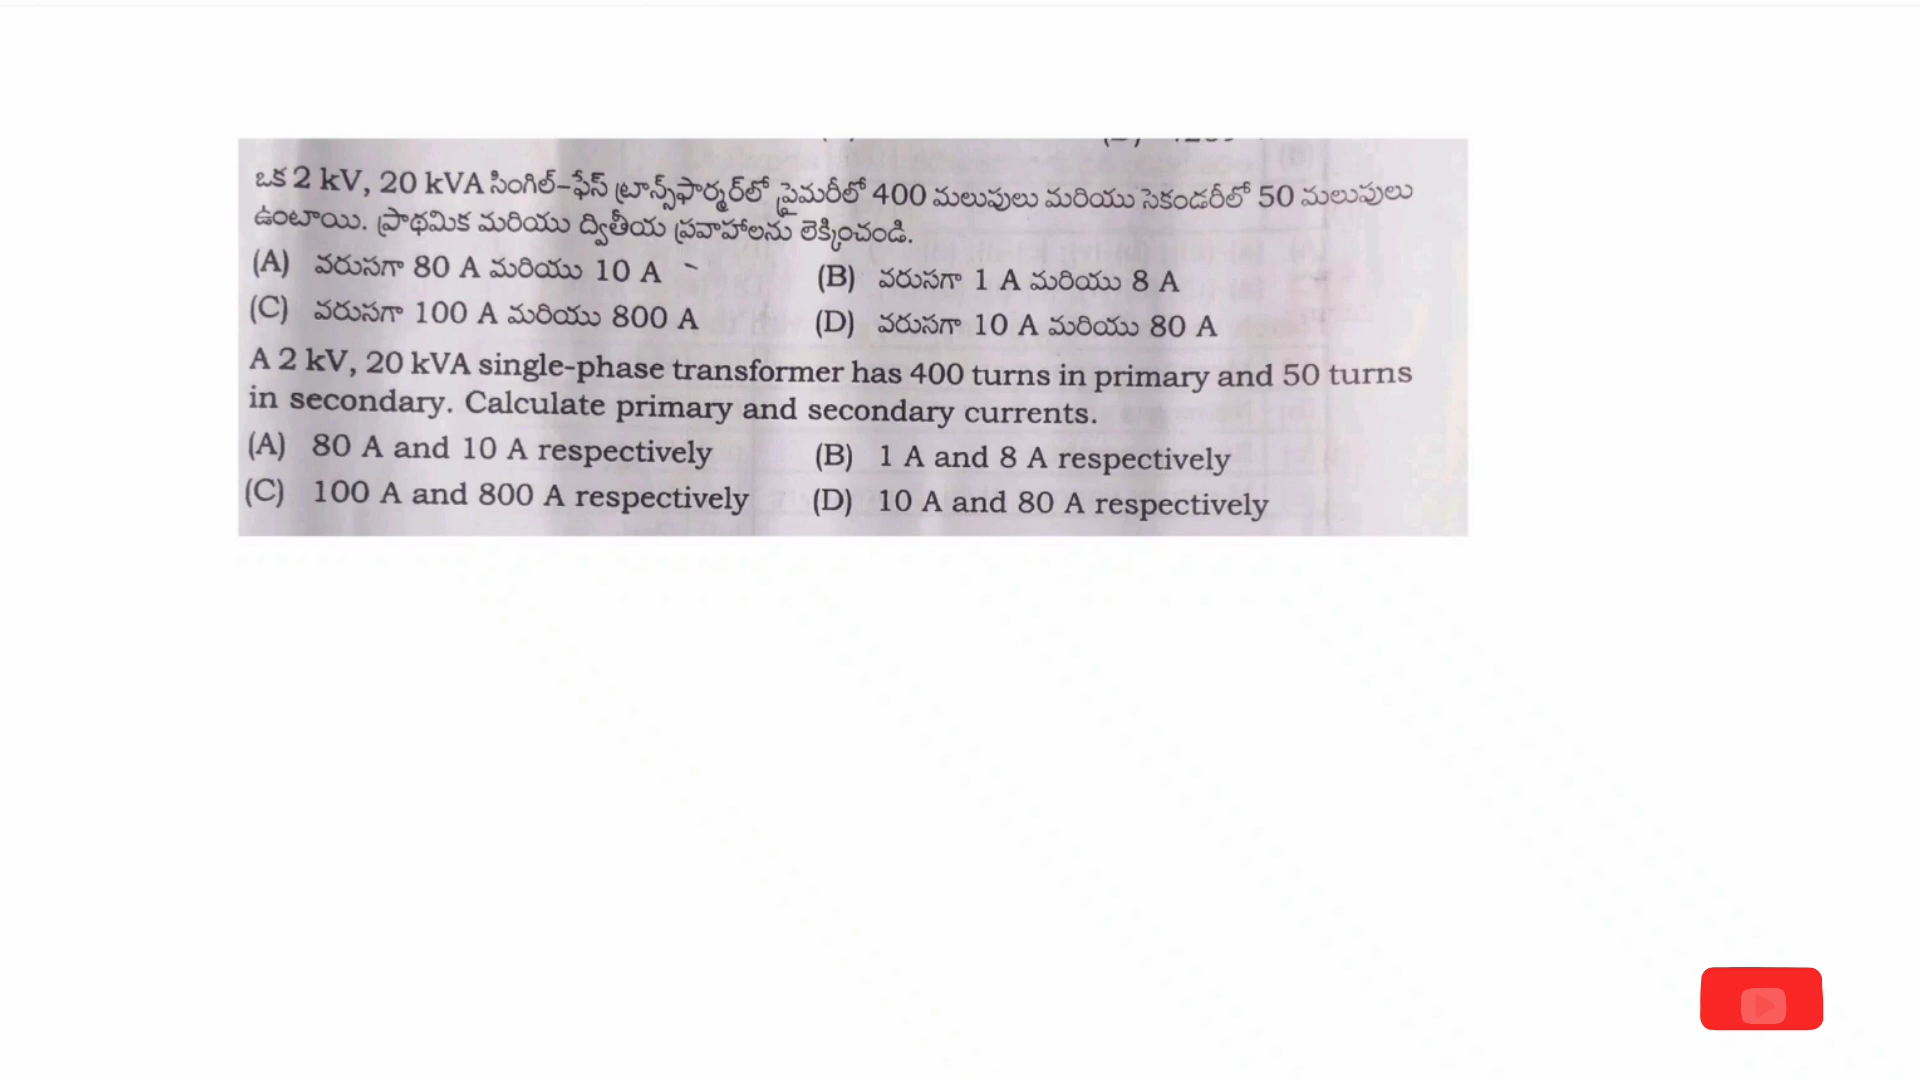 ఒక 2 kV, 20 kVA సింగిల్-ఫేస్ ట్రాన్స్‌ఫార్మర్‌లో ప్రైమరీలో 400 మలుపులు మరియు సెకండరీలో 50 మలుపులు
ఉంటాయి. ప్రాథమిక మరియు ద్వితీయ ప్రవాహాలను లెక్కించండి.
(A) వరుసగా 80 A మరియు 10 A
(B) వరుసగా 1 A మరియు 8 A
(C) వరుసగా 100 A మరియు 800 A
(D) వరుసగా 10 A మరియు 80 A
A 2 kV, 20 kVA single-phase transformer has 400 turns in primary and 50 turns
in secondary. Calculate primary and secondary currents.
(A) 80 A and 10 A respectively
(B) 1 A and 8 A respectively
(C) 100 A and 800 A respectively
(D) 10 A and 80 A respectively